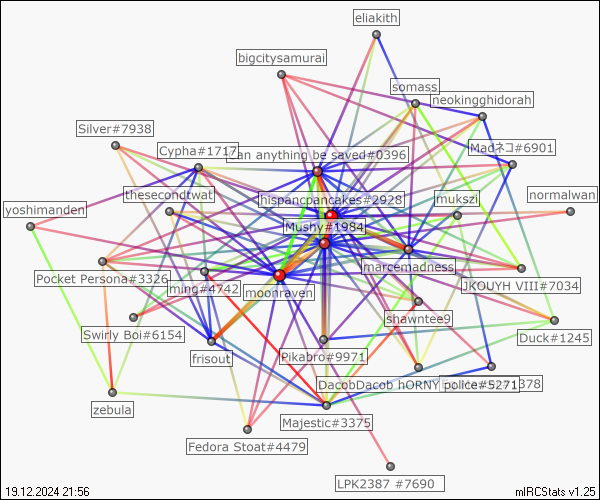 eliakith
bigcitysamurai
somass
neokingghidorah
Silver#7938
Cypha#1717
an anything be saved#0396
Madネコ#6901
thesecondtwat
hispancpancakes#2928
mukszi
normalwan
yoshimanden
Mushy#1984
marcemadness
Pocket Persona#3326
ming#4742
moonraven
JKOUYH VIII#7034
shawntee9
Swirly Boi#6154
frisout
Pikabro#9971
Duck#1245
DacobDacob hORNY police#5271
378
zebula
Majestic#3375
Fedora Stoat#4479
LPK2387 #7690
19.12.2024 21:56
mIRCStats v1.25